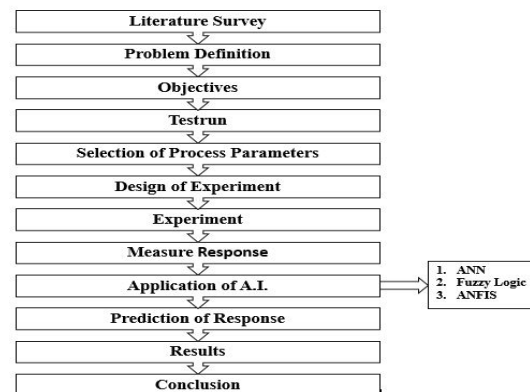 Literature Survey
Problem Definition
Objectives
Testrun
Selection of Process Parameters
Design of Experiment
Experiment
Measure Response
Application of A.I.
1. ANN
2. Fuzzy Logic
3. ANFIS
Prediction of Response
Results
Conclusion